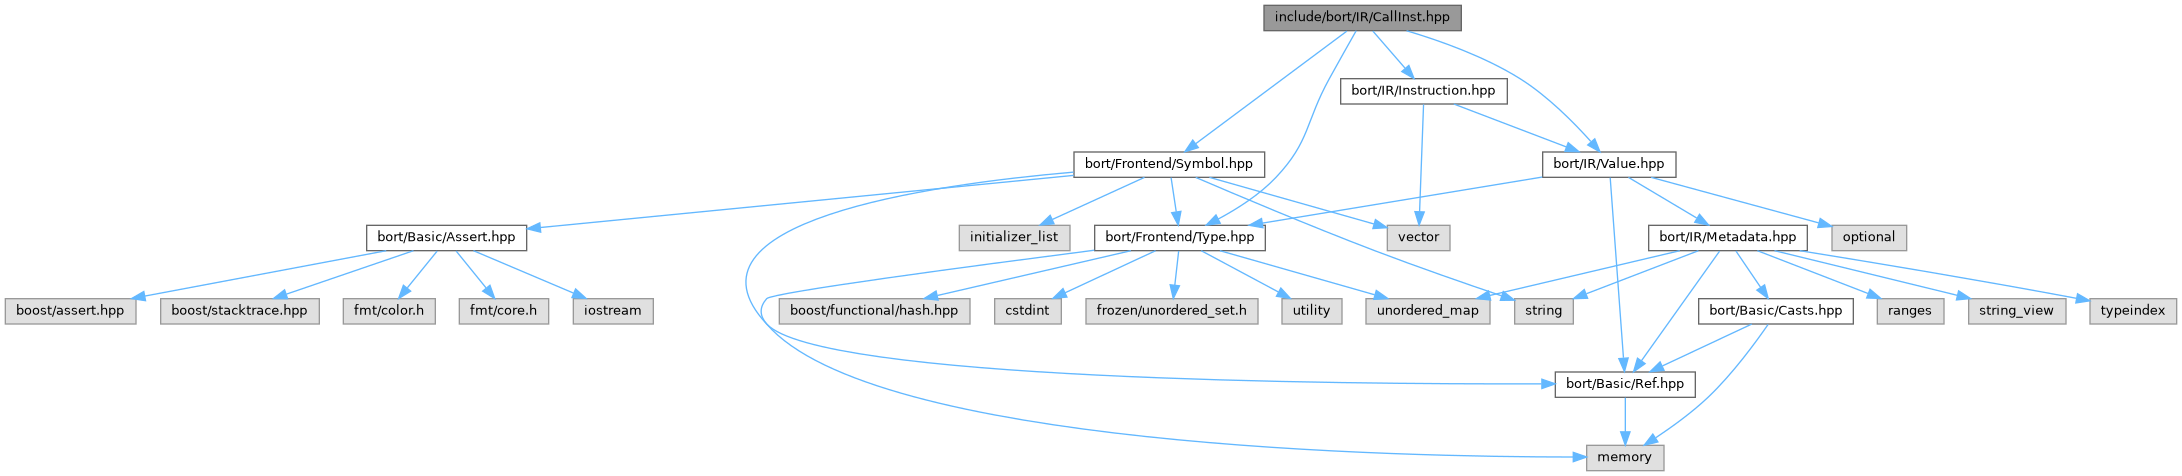 include/bort/IR/CallInst.hpp
bort/IR/Instruction.hpp
bort/Frontend/Symbol.hpp
bort/IR/Value.hpp
bort/Basic/Assert.hpp
initializer_list
bort/Frontend/Type.hpp
vector
bort/IR/Metadata.hpp
optional
boost/assert.hpp
boost/stacktrace.hpp
fmt/color.h
fmt/core.h
iostream
boost/functional/hash.hpp
cstdint
frozen/unordered_set.h
utility
unordered_map
string
bort/Basic/Casts.hpp
ranges
string_view
typeindex
bort/Basic/Ref.hpp
memory